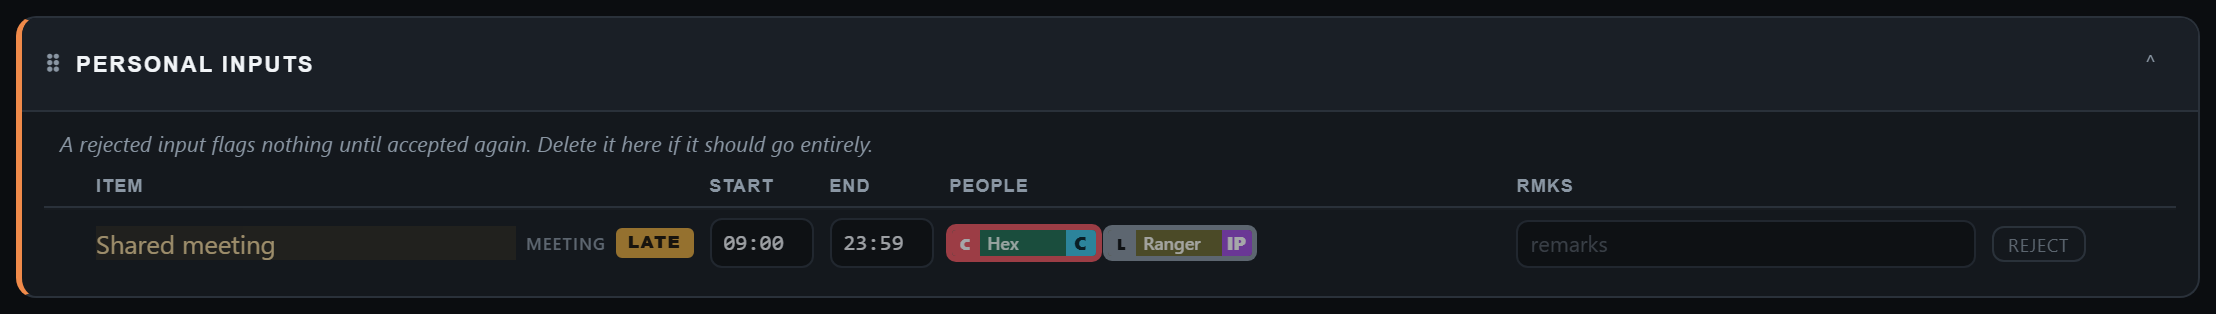 PERSONAL INPUTS
A rejected input flags nothing until accepted again. Delete it here if it should go entirely.
ITEM START END PEOPLE RMKS
Shared meeting MEETING LATE 09:00 23:59 C Hex C L Ranger IP remarks REJECT